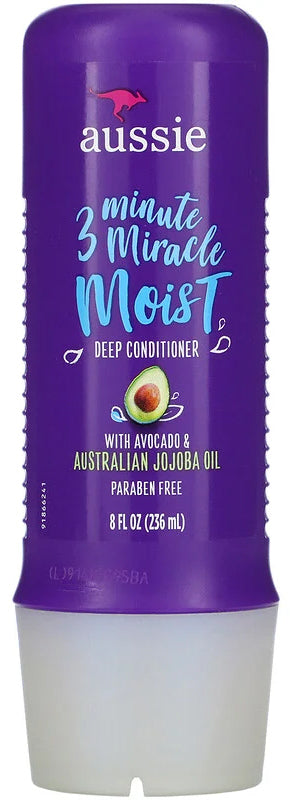 aussie
3 minute
Miracle
Moist
DEEP CONDITIONER
WITH AVOCADO &
AUSTRALIAN JOJOBA OIL
PARABEN FREE
8 FL OZ (236 mL)
91866241